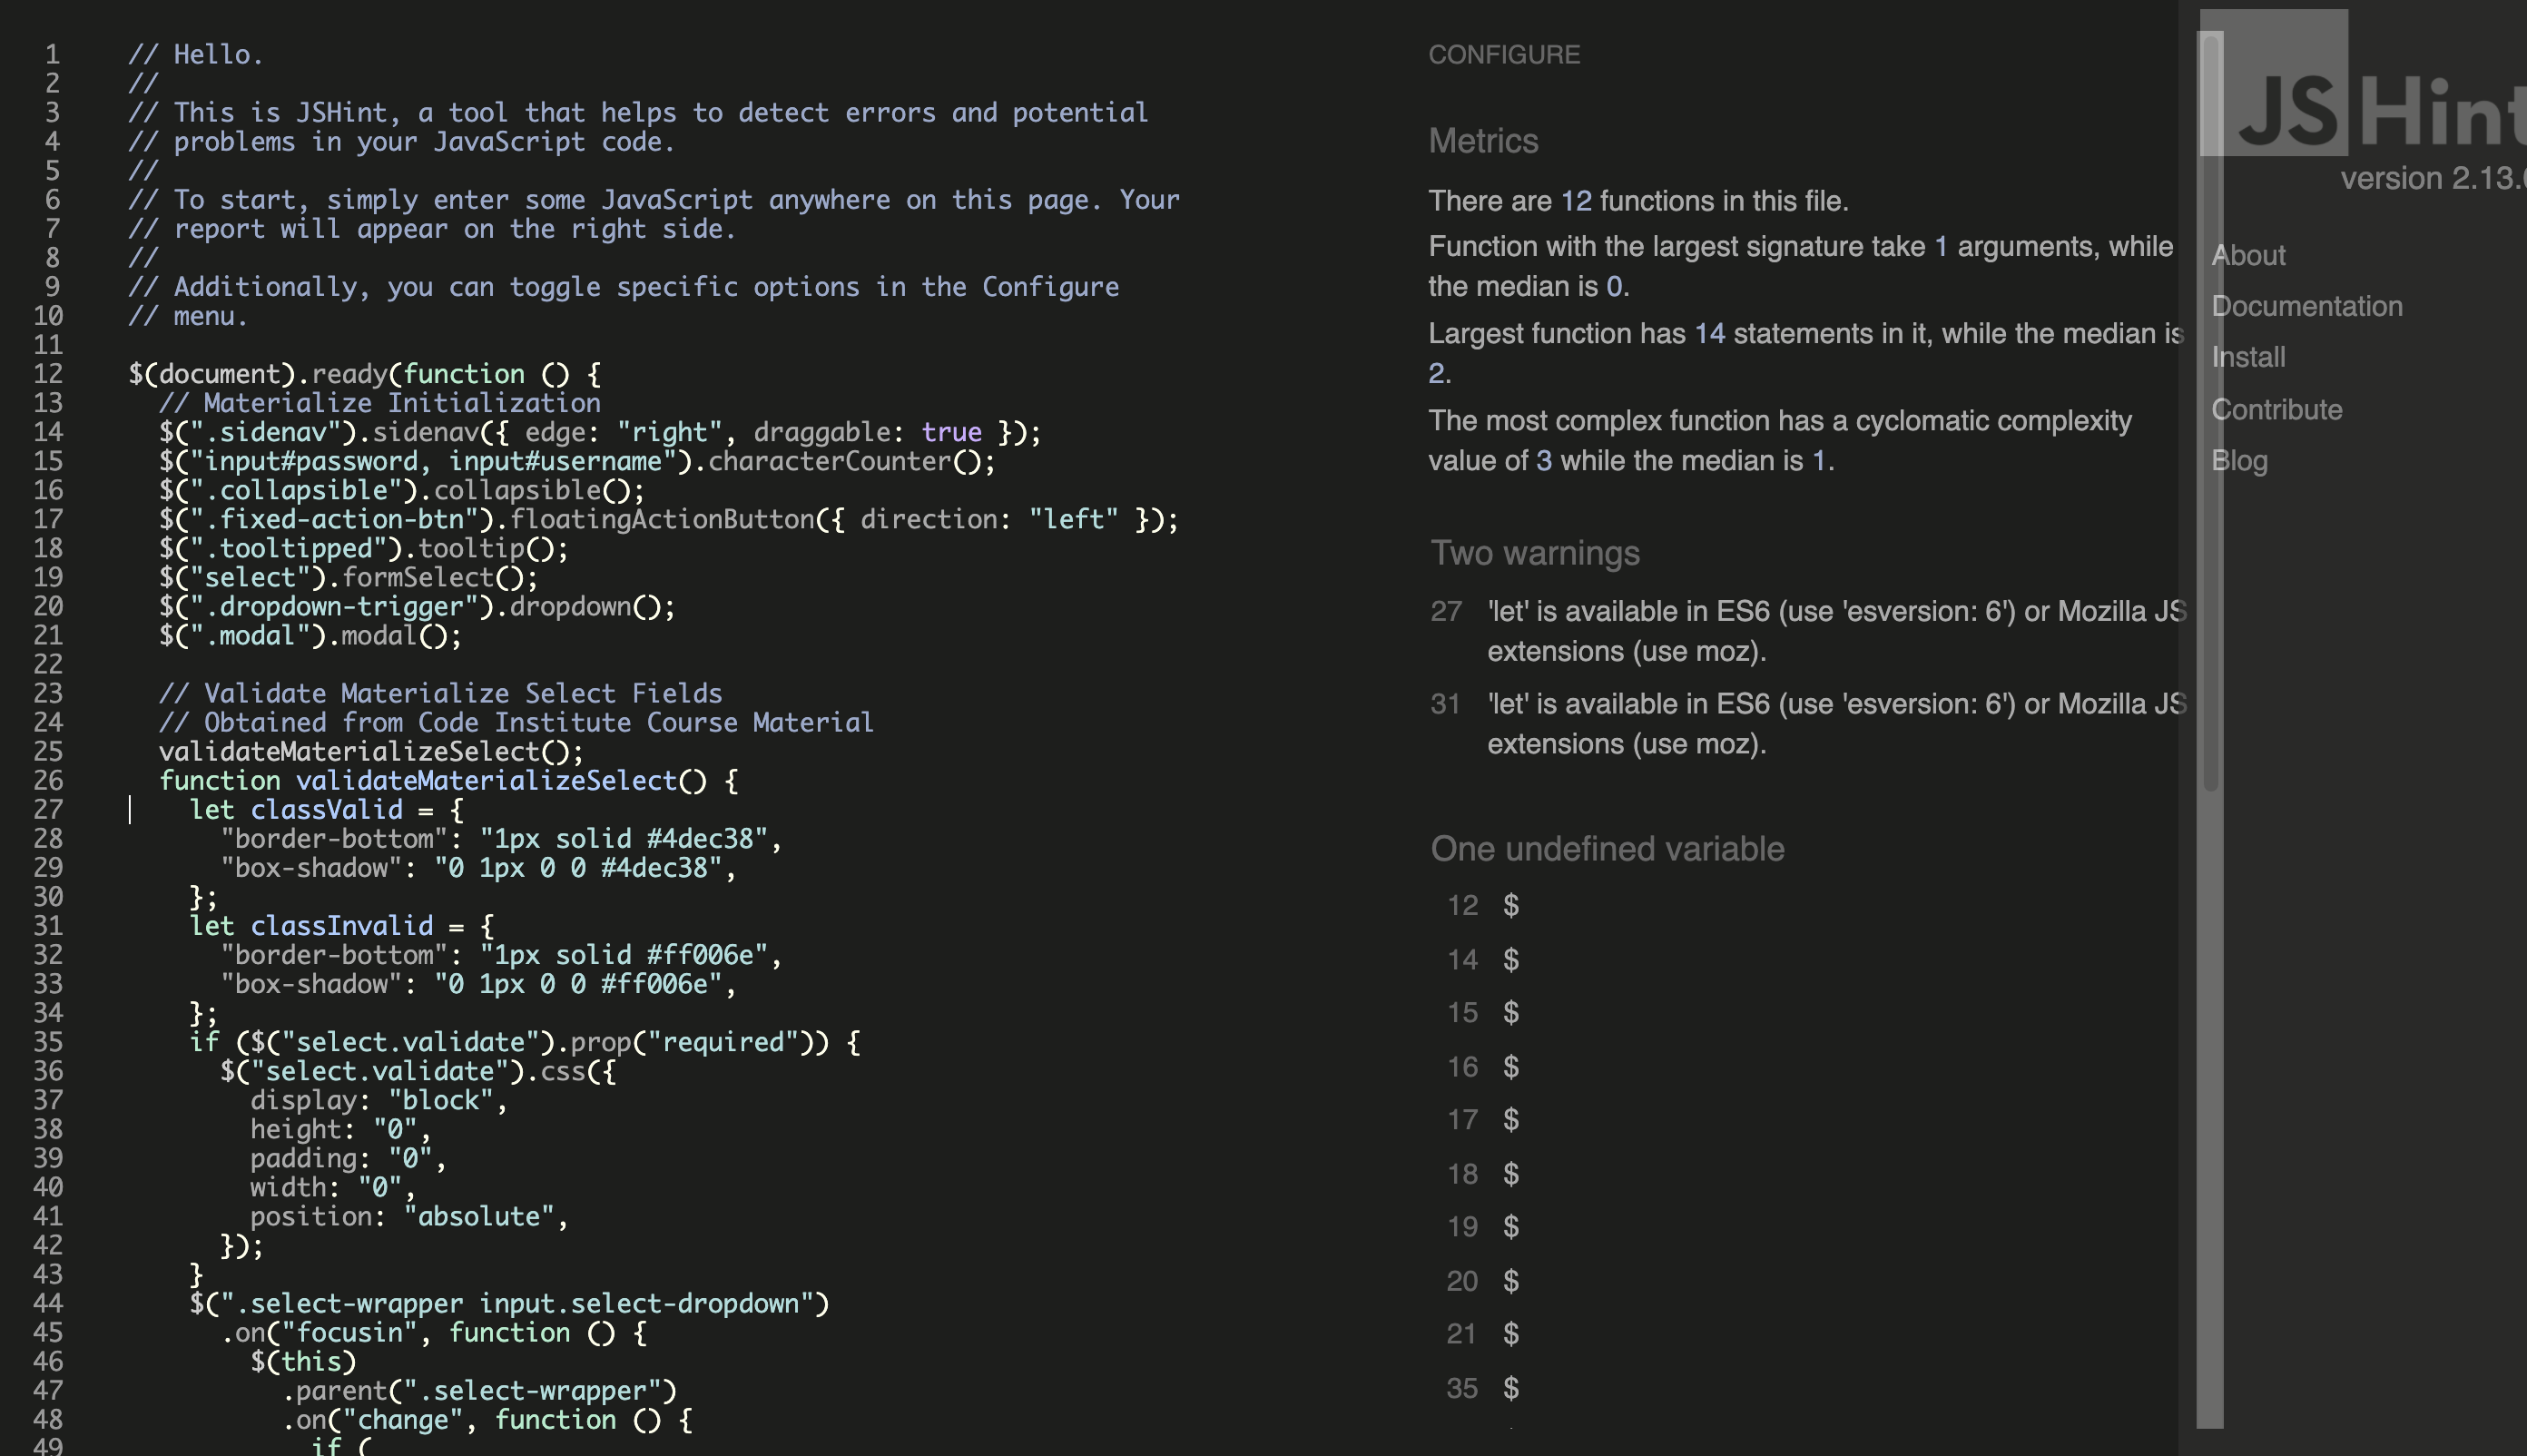 1 // Hello.
2 //
3 // This is JSHint, a tool that helps to detect errors and potential
4 // problems in your JavaScript code.
5 //
6 // To start, simply enter some JavaScript anywhere on this page. Your
7 // report will appear on the right side.
8 //
9 // Additionally, you can toggle specific options in the Configure
10 // menu.
11
12 $(document).ready(function () {
13   // Materialize Initialization
14   $(".sidenav").sidenav({ edge: "right", draggable: true });
15   $("input#password, input#username").characterCounter();
16   $(".collapsible").collapsible();
17   $(".fixed-action-btn").floatingActionButton({ direction: "left" });
18   $(".tooltipped").tooltip();
19   $("select").formSelect();
20   $(".dropdown-trigger").dropdown();
21   $(".modal").modal();
22
23   // Validate Materialize Select Fields
24   // Obtained from Code Institute Course Material
25   validateMaterializeSelect();
26   function validateMaterializeSelect() {
27     let classValid = {
28       "border-bottom": "1px solid #4dec38",
29       "box-shadow": "0 1px 0 0 #4dec38",
30     };
31     let classInvalid = {
32       "border-bottom": "1px solid #ff006e",
33       "box-shadow": "0 1px 0 0 #ff006e",
34     };
35     if ($("select.validate").prop("required")) {
36       $("select.validate").css({
37         display: "block",
38         height: "0",
39         padding: "0",
40         width: "0",
41         position: "absolute",
42       });
43     }
44     $(".select-wrapper input.select-dropdown")
45       .on("focusin", function () {
46         $(this)
47           .parent(".select-wrapper")
48           .on("change", function () {
49             if (
CONFIGURE
Metrics
There are 12 functions in this file.
Function with the largest signature take 1 arguments, while
the median is 0.
Largest function has 14 statements in it, while the median is
2.
The most complex function has a cyclomatic complexity
value of 3 while the median is 1.
Two warnings
27 'let' is available in ES6 (use 'esversion: 6') or Mozilla JS
extensions (use moz).
31 'let' is available in ES6 (use 'esversion: 6') or Mozilla JS
extensions (use moz).
One undefined variable
12 $
14 $
15 $
16 $
17 $
18 $
19 $
20 $
21 $
35 $
JSHint
version 2.13.
About
Documentation
Install
Contribute
Blog